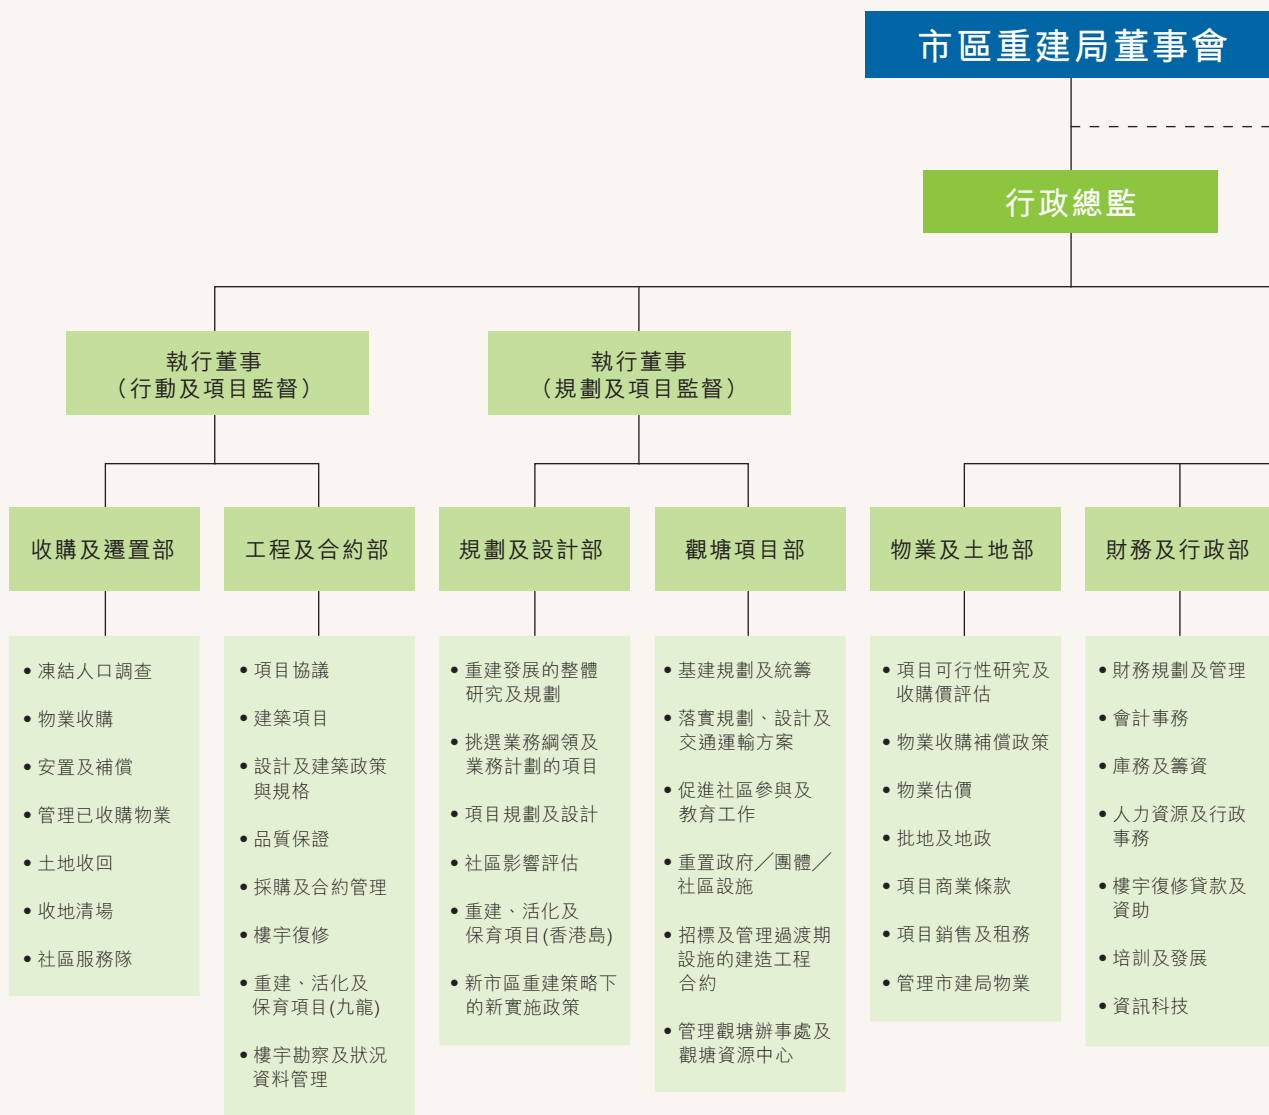 市區重建局董事會
行政總監
執行董事
（行動及項目監督）
執行董事
（規劃及項目監督）
收購及遷置部
工程及合約部
規劃及設計部
觀塘項目部
物業及土地部
財務及行政部
• 凍結人口調查
• 物業收購
• 安置及補償
• 管理已收購物業
• 土地收回
• 收地清場
• 社區服務隊
• 項目協議
• 建築項目
• 設計及建築政策
與規格
• 品質保證
• 採購及合約管理
• 樓宇復修
• 重建、活化及
保育項目(九龍)
• 樓宇勘察及狀況
資料管理
• 重建發展的整體
研究及規劃
• 挑選業務綱領及
業務計劃的項目
• 項目規劃及設計
• 社區影響評估
• 重建、活化及
保育項目(香港島)
• 新市區重建策略下
的新實施政策
• 基建規劃及統籌
• 落實規劃、設計及
交通運輸方案
• 促進社區參與及
教育工作
• 重置政府／團體／
社區設施
• 招標及管理過渡期
設施的建造工程
合約
• 管理觀塘辦事處及
觀塘資源中心
• 項目可行性研究及
收購價評估
• 物業收購補償政策
• 物業估價
• 批地及地政
• 項目商業條款
• 項目銷售及租務
• 管理市建局物業
• 財務規劃及管理
• 會計事務
• 庫務及籌資
• 人力資源及行政
事務
• 樓宇復修貸款及
資助
• 培訓及發展
• 資訊科技